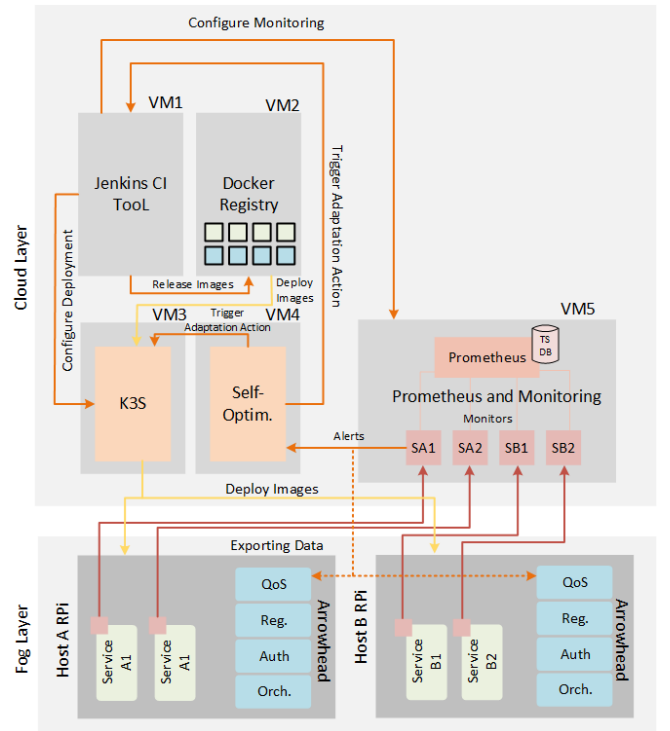 Configure Monitoring
VM1
VM2
Jenkins CI
TooL
Docker
Registry
Trigger Adaptation Action
Cloud Layer
Configure Deployment
Release Images
Deploy
Images
VM3
Trigger
Adaptation Action
VM4
VM5
K3S
Self-
Optim.
Prometheus
TS
DB
Prometheus and Monitoring
Monitors
Alerts
SA1
SA2
SB1
SB2
Deploy Images
Exporting Data
Fog Layer
Host A RPi
Service
A1
Service
A1
QoS
Reg.
Auth
Orch.
Arrowhead
Host B RPi
Service
B1
Service
B2
QoS
Reg.
Auth
Orch.
Arrowhead